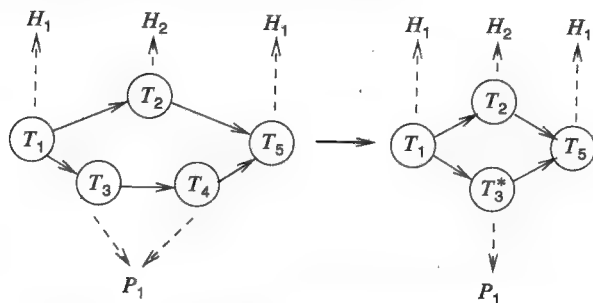 H₁ H₂ H₁ H₁ H₂ H₁
T₂ T₂
T₁ T₅ T₁ T₅
T₃ T₄ T₃*
P₁ P₁